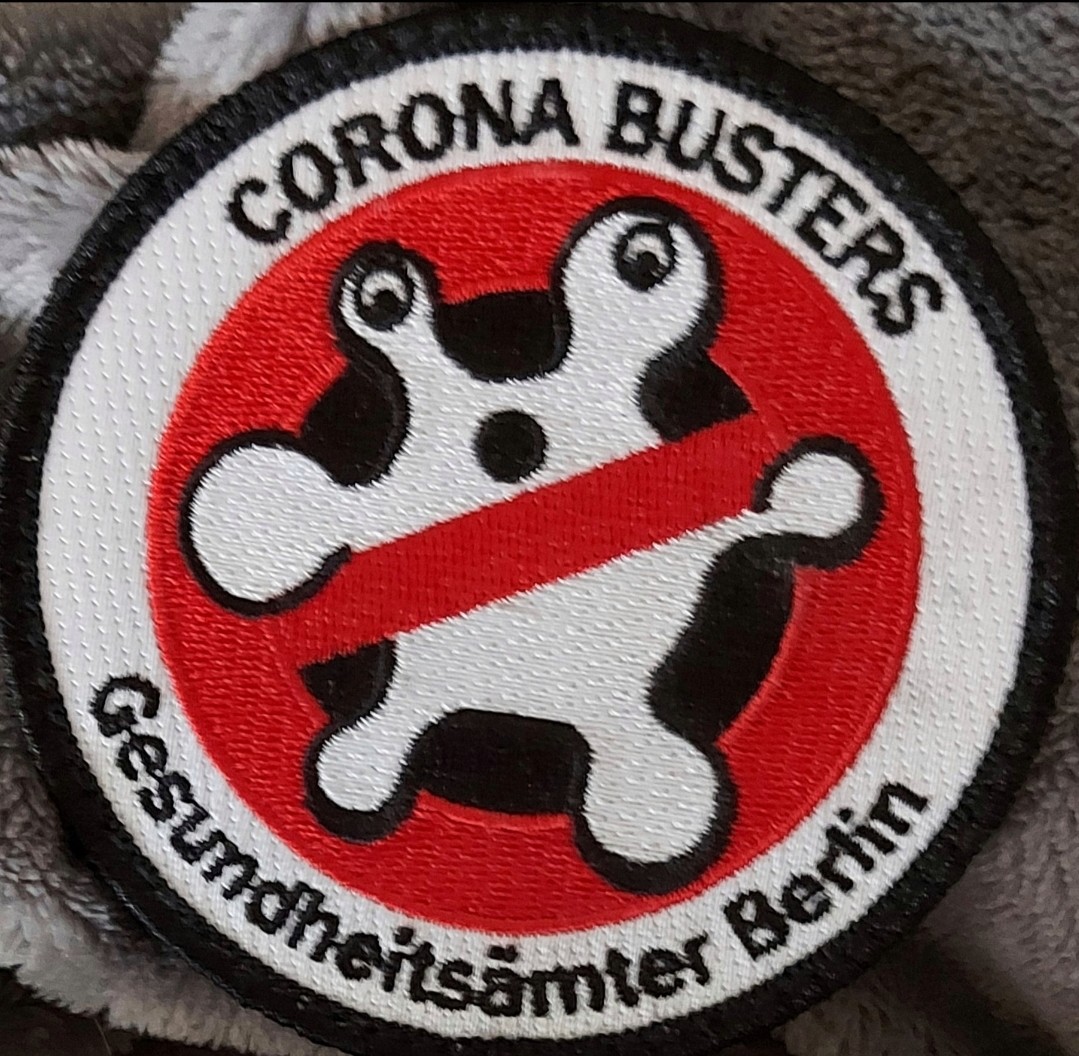 CORONA BUSTERS
Gesundheitsämter Berlin